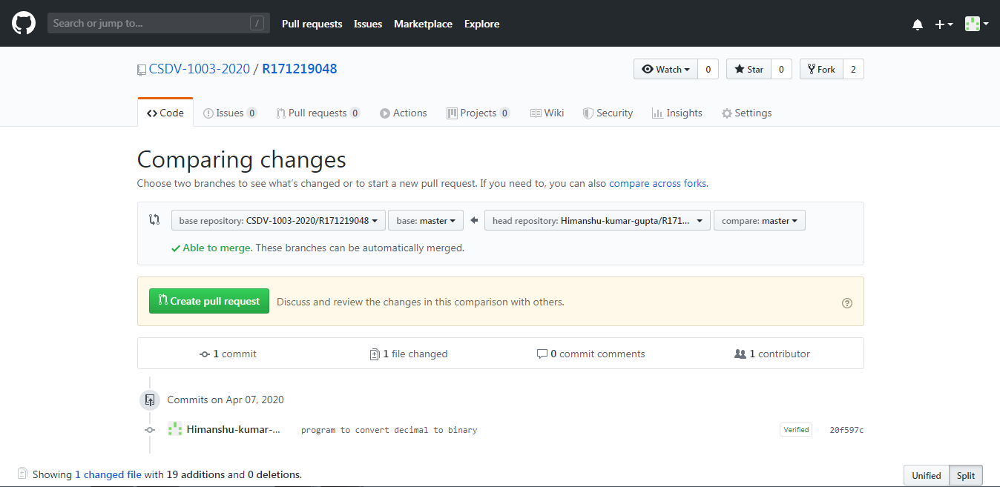 Search or jump to... / Pull requests Issues Marketplace Explore
CSDV-1003-2020 / R171219048 Watch 0 Star 0 Fork 2
Code Issues 0 Pull requests 0 Actions Projects 0 Wiki Security Insights Settings
Comparing changes
Choose two branches to see what's changed or to start a new pull request. If you need to, you can also compare across forks.
base repository: CSDV-1003-2020/R171219048 base: master head repository: Himanshu-kumar-gupta/R171... compare: master
Able to merge. These branches can be automatically merged.
Create pull request Discuss and review the changes in this comparison with others.
1 commit 1 file changed 0 commit comments 1 contributor
Commits on Apr 07, 2020
Himanshu-kumar-... program to convert decimal to binary Verified 20f597c
Showing 1 changed file with 19 additions and 0 deletions. Unified Split